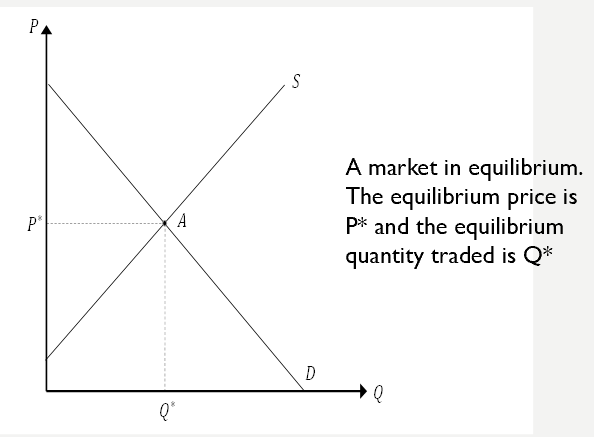 P
S
A market in equilibrium.
The equilibrium price is
P* and the equilibrium
quantity traded is Q*
P*
A
D
Q
Q*